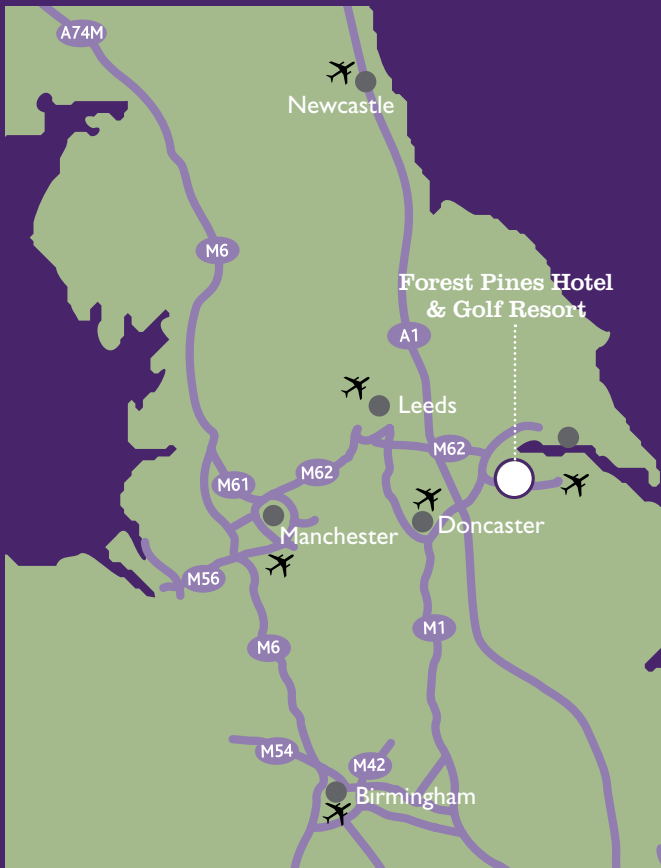 A74M
Newcastle
M6
Forest Pines Hotel
& Golf Resort
A1
Leeds
M62
M62
M61
Doncaster
Manchester
M56
M1
M6
M54
M42
Birmingham